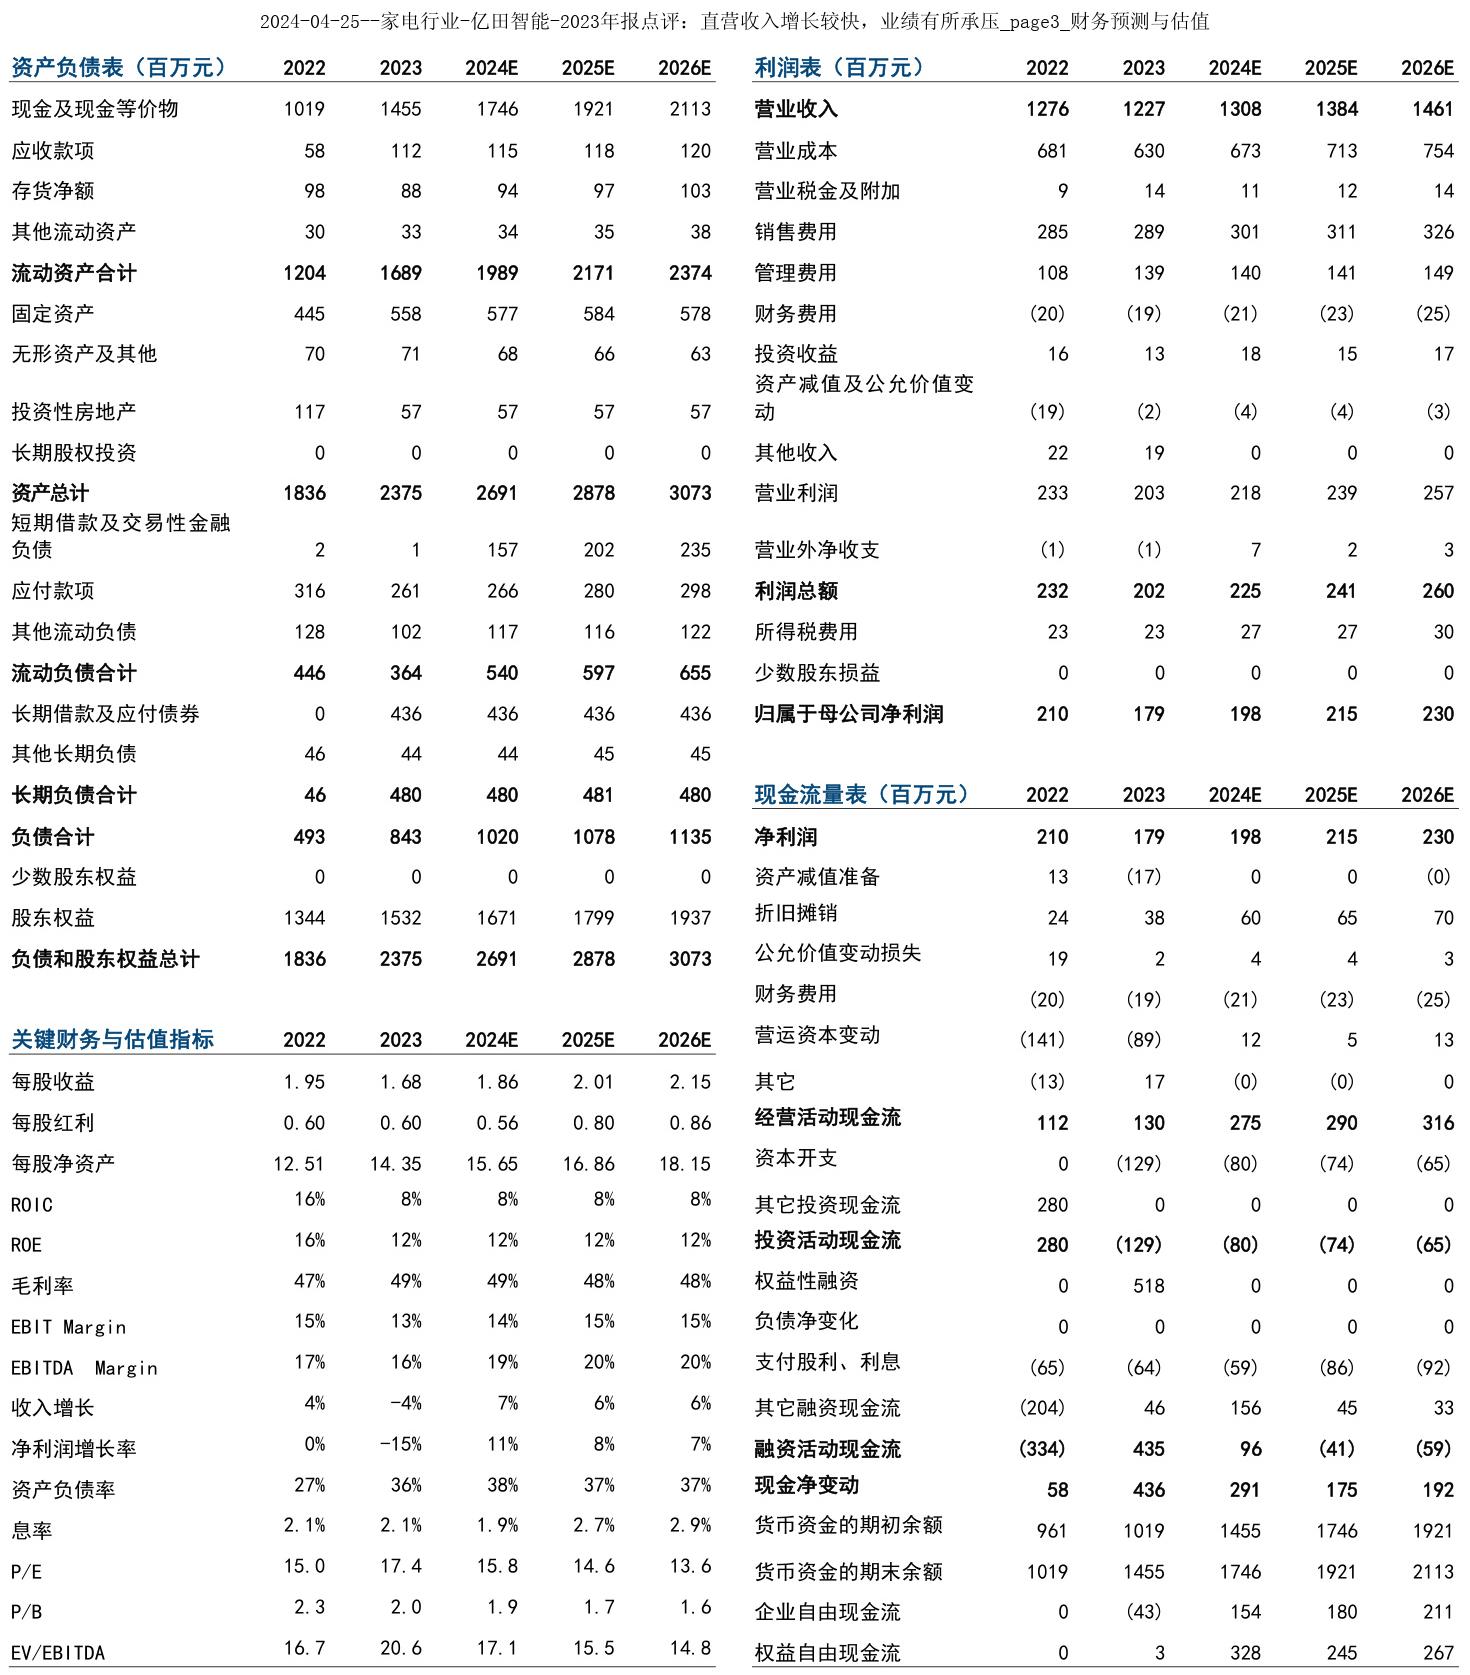 2024-04-25--家电行业-亿田智能-2023年报点评：直营收入增长较快，业绩有所承压_page3_财务预测与估值
资产负债表（百万元） 2022 2023 2024E 2025E 2026E
现金及现金等价物 1019 1455 1746 1921 2113
应收款项 58 112 115 118 120
存货净额 98 88 94 97 103
其他流动资产 30 33 34 35 38
流动资产合计 1204 1689 1989 2171 2374
固定资产 445 558 577 584 578
无形资产及其他 70 71 68 66 63
投资性房地产 117 57 57 57 57
长期股权投资 0 0 0 0 0
资产总计 1836 2375 2691 2878 3073
短期借款及交易性金融
负债 2 1 157 202 235
应付款项 316 261 266 280 298
其他流动负债 128 102 117 116 122
流动负债合计 446 364 540 597 655
长期借款及应付债券 0 436 436 436 436
其他长期负债 46 44 44 45 45
长期负债合计 46 480 480 481 480
负债合计 493 843 1020 1078 1135
少数股东权益 0 0 0 0 0
股东权益 1344 1532 1671 1799 1937
负债和股东权益总计 1836 2375 2691 2878 3073
关键财务与估值指标 2022 2023 2024E 2025E 2026E
每股收益 1.95 1.68 1.86 2.01 2.15
每股红利 0.60 0.60 0.56 0.80 0.86
每股净资产 12.51 14.35 15.65 16.86 18.15
ROIC 16% 8% 8% 8% 8%
ROE 16% 12% 12% 12% 12%
毛利率 47% 49% 49% 48% 48%
EBIT Margin 15% 13% 14% 15% 15%
EBITDA Margin 17% 16% 19% 20% 20%
收入增长 4% -4% 7% 6% 6%
净利润增长率 0% -15% 11% 8% 7%
资产负债率 27% 36% 38% 37% 37%
息率 2.1% 2.1% 1.9% 2.7% 2.9%
P/E 15.0 17.4 15.8 14.6 13.6
P/B 2.3 2.0 1.9 1.7 1.6
EV/EBITDA 16.7 20.6 17.1 15.5 14.8
利润表（百万元） 2022 2023 2024E 2025E 2026E
营业收入 1276 1227 1308 1384 1461
营业成本 681 630 673 713 754
营业税金及附加 9 14 11 12 14
销售费用 285 289 301 311 326
管理费用 108 139 140 141 149
财务费用 (20) (19) (21) (23) (25)
投资收益 16 13 18 15 17
资产减值及公允价值变
动 (19) (2) (4) (4) (3)
其他收入 22 19 0 0 0
营业利润 233 203 218 239 257
营业外净收支 (1) (1) 7 2 3
利润总额 232 202 225 241 260
所得税费用 23 23 27 27 30
少数股东损益 0 0 0 0 0
归属于母公司净利润 210 179 198 215 230
现金流量表（百万元） 2022 2023 2024E 2025E 2026E
净利润 210 179 198 215 230
资产减值准备 13 (17) 0 0 (0)
折旧摊销 24 38 60 65 70
公允价值变动损失 19 2 4 4 3
财务费用 (20) (19) (21) (23) (25)
营运资本变动 (141) (89) 12 5 13
其它 (13) 17 (0) (0) 0
经营活动现金流 112 130 275 290 316
资本开支 0 (129) (80) (74) (65)
其它投资现金流 280 0 0 0 0
投资活动现金流 280 (129) (80) (74) (65)
权益性融资 0 518 0 0 0
负债净变化 0 0 0 0 0
支付股利、利息 (65) (64) (59) (86) (92)
其它融资现金流 (204) 46 156 45 33
融资活动现金流 (334) 435 96 (41) (59)
现金净变动 58 436 291 175 192
货币资金的期初余额 961 1019 1455 1746 1921
货币资金的期末余额 1019 1455 1746 1921 2113
企业自由现金流 0 (43) 154 180 211
权益自由现金流 0 3 328 245 267